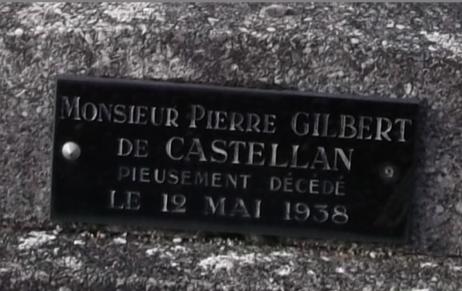 MONSIEUR PIERRE GILBERT
DE CASTELLAN
PIEUSEMENT DÉCÉDÉ
LE 12 MAI 1938